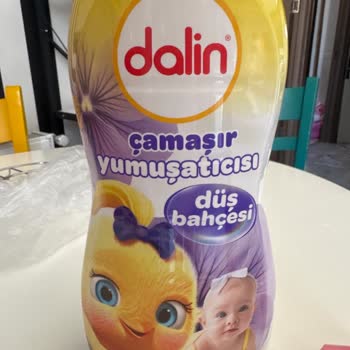 dalin®
çamaşır
yumuşatıcısı
düş
bahçesi